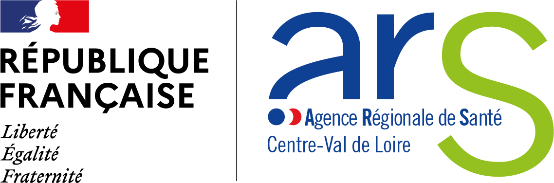 RÉPUBLIQUE
FRANÇAISE
Liberté
Égalité
Fraternité
ars
Agence Régionale de Santé
Centre-Val de Loire